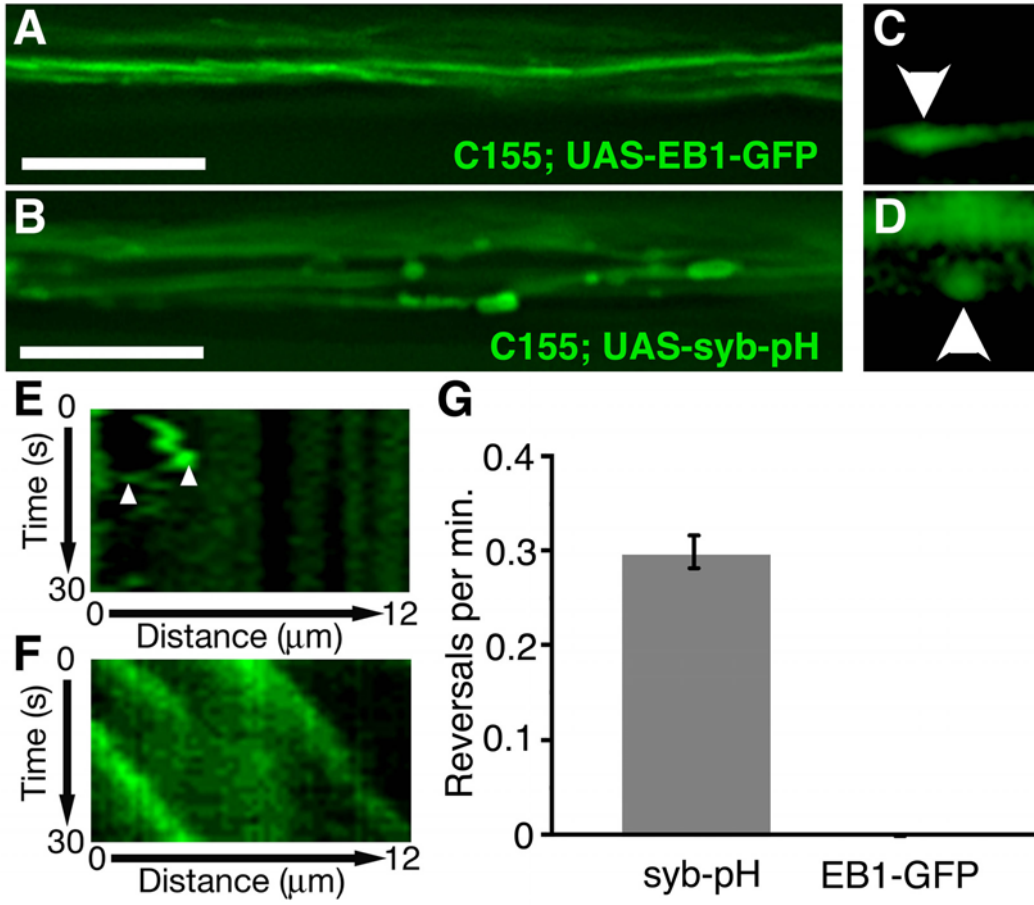 A
C155; UAS-EB1-GFP
B
C155; UAS-syb-pH
C
D
E
0
Time (s)
30
0
12
Distance (μm)
F
0
Time (s)
30
0
12
Distance (μm)
G
Reversals per min.
0.4
0.3
0.2
0.1
0
syb-pH
EB1-GFP